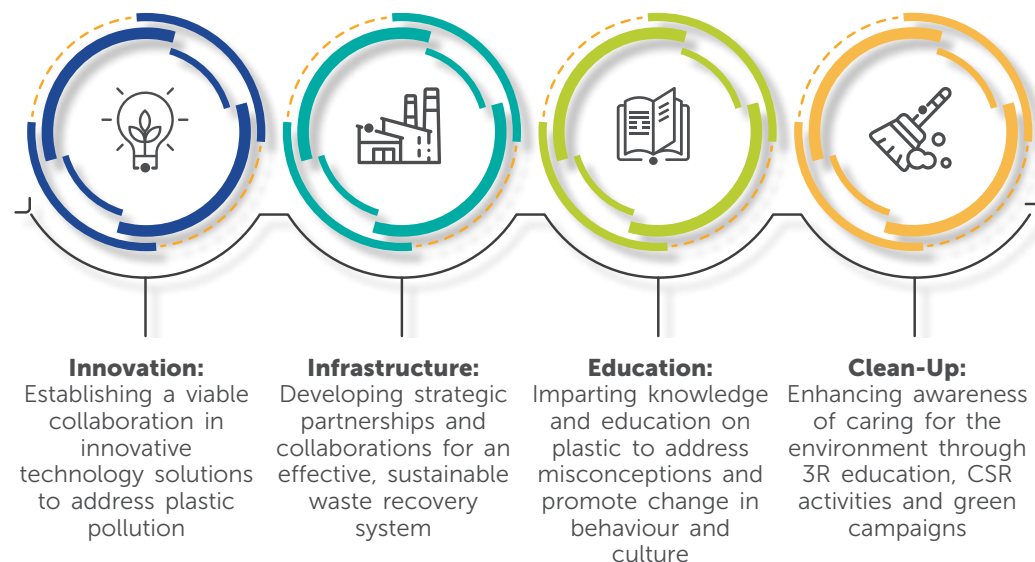 Innovation:
Establishing a viable
collaboration in
innovative
technology solutions
to address plastic
pollution
Infrastructure:
Developing strategic
partnerships and
collaborations for an
effective, sustainable
waste recovery
system
Education:
Imparting knowledge
and education on
plastic to address
misconceptions and
promote change in
behaviour and
culture
Clean-Up:
Enhancing awareness
of caring for the
environment through
3R education, CSR
activities and green
campaigns